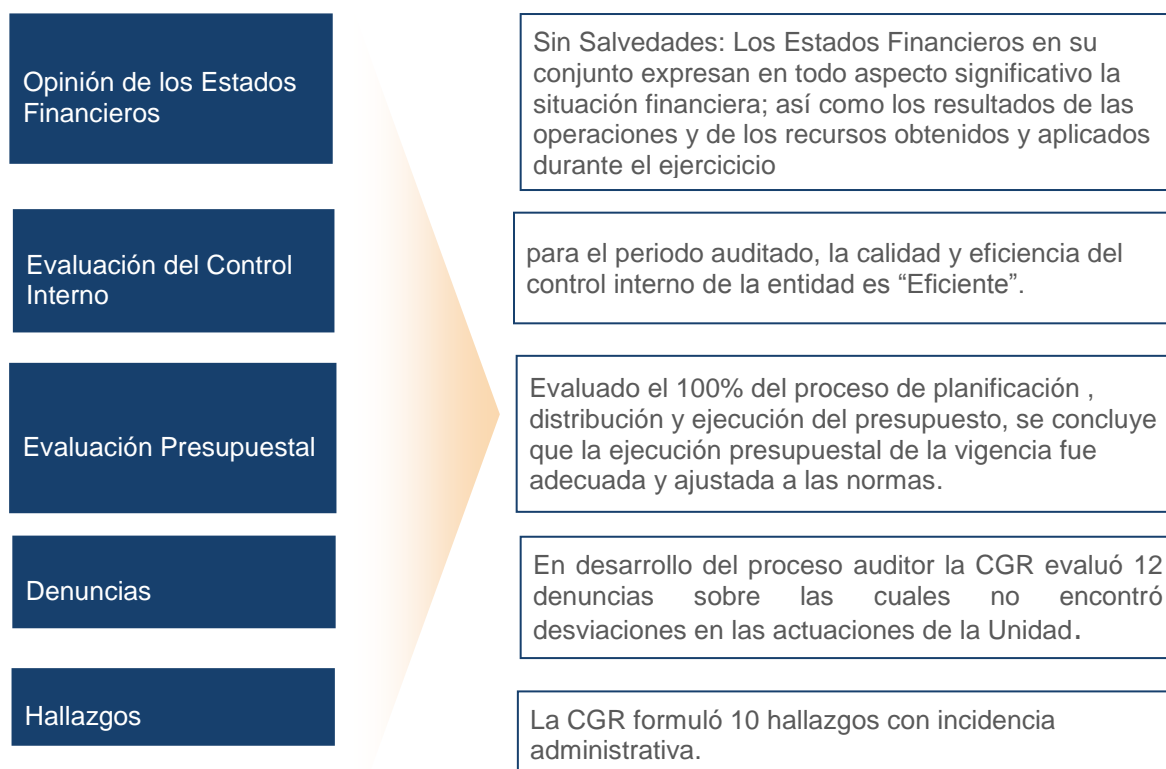 Opinión de los Estados
Financieros
Sin Salvedades: Los Estados Financieros en su
conjunto expresan en todo aspecto significativo la
situación financiera; así como los resultados de las
operaciones y de los recursos obtenidos y aplicados
durante el ejercicicio
Evaluación del Control
Interno
para el periodo auditado, la calidad y eficiencia del
control interno de la entidad es “Eficiente”.
Evaluación Presupuestal
Evaluado el 100% del proceso de planificación ,
distribución y ejecución del presupuesto, se concluye
que la ejecución presupuestal de la vigencia fue
adecuada y ajustada a las normas.
Denuncias
En desarrollo del proceso auditor la CGR evaluó 12
denuncias sobre las cuales no encontró
desviaciones en las actuaciones de la Unidad.
Hallazgos
La CGR formuló 10 hallazgos con incidencia
administrativa.